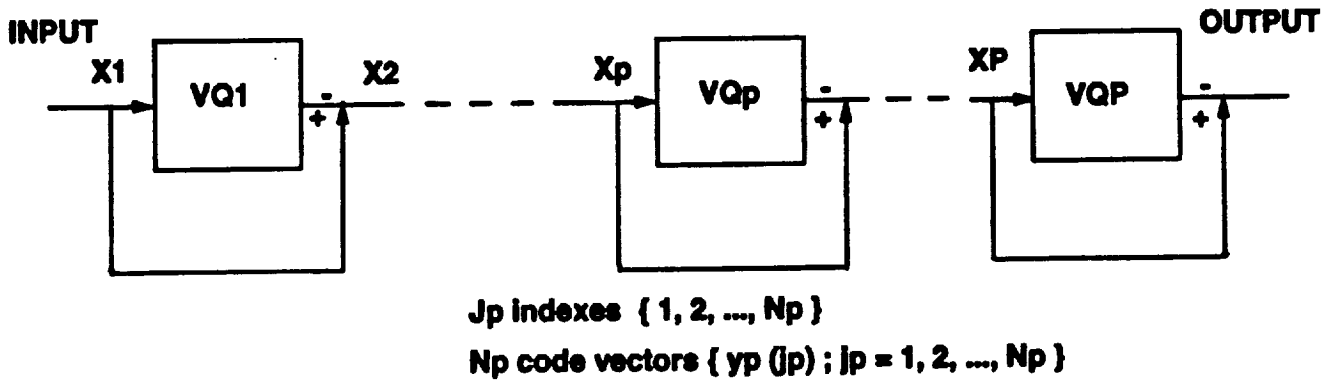 INPUT
OUTPUT
X1
VQ1
-
+
X2
Xp
VQp
-
+
XP
VQP
-
+
Jp indexes { 1, 2, ..., Np }
Np code vectors { yp (jp) ; jp = 1, 2, ..., Np }